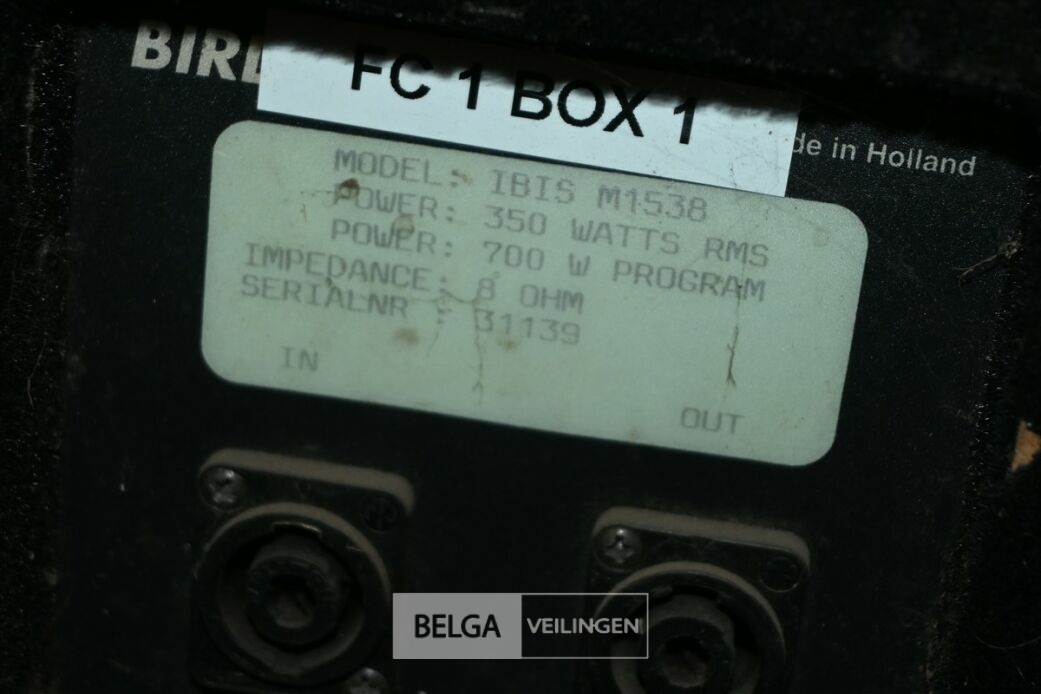 BIRD
FC 1 BOX 1
de in Holland
MODEL: IBIS M1538
POWER: 350 WATTS RMS
POWER: 700 W PROGRAM
IMPEDANCE: 8 OHM
SERIALNR : 31139
IN
OUT
BELGA VEILINGEN